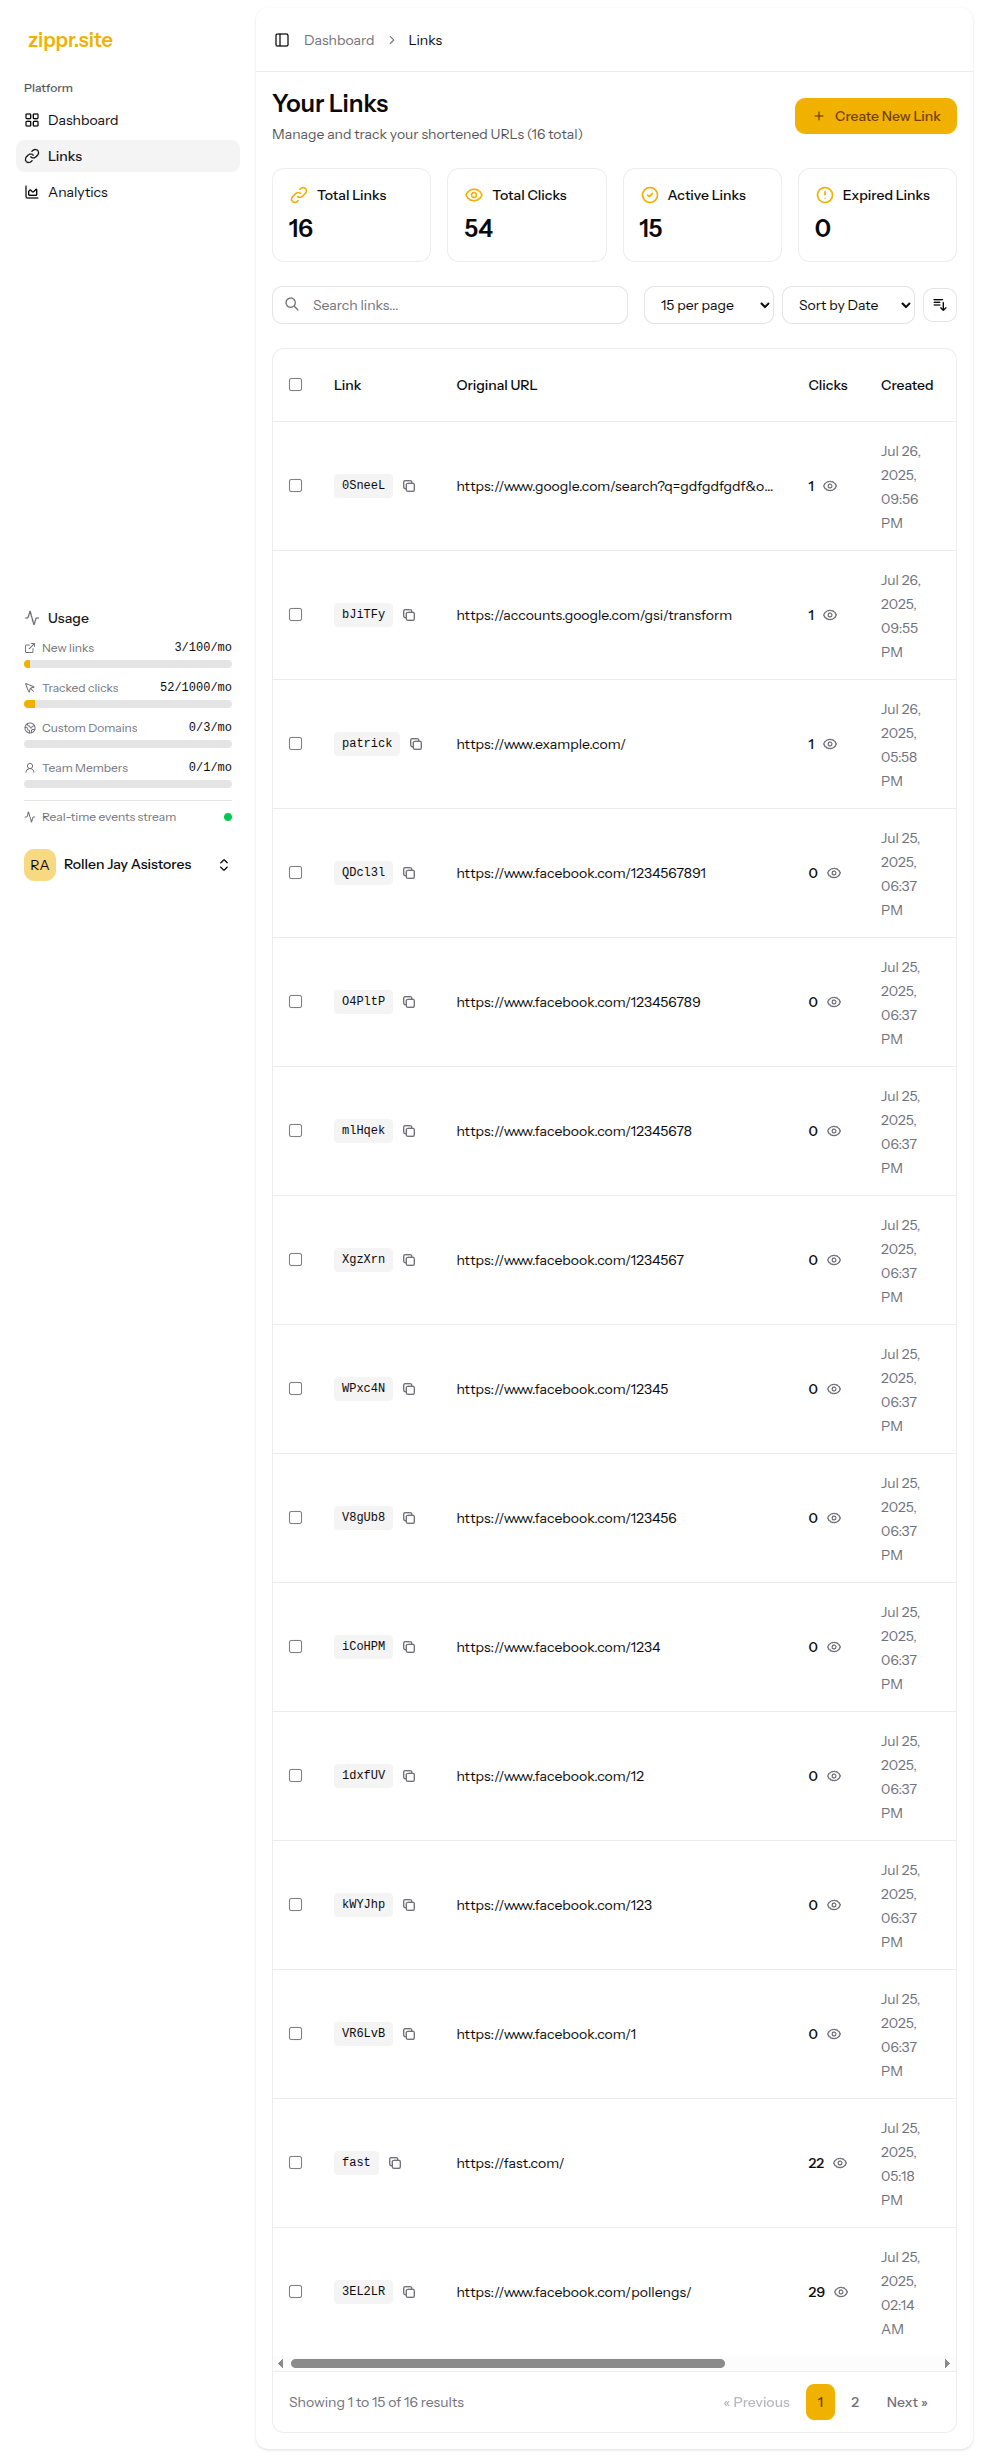 zippr.site
Platform
Dashboard
Links
Analytics
Usage
New links 3/100/mo
Tracked clicks 52/1000/mo
Custom Domains 0/3/mo
Team Members 0/1/mo
Real-time events stream
RA Rollen Jay Asistores
Dashboard > Links
Your Links
Manage and track your shortened URLs (16 total)
+ Create New Link
Total Links
16
Total Clicks
54
Active Links
15
Expired Links
0
Search links...
15 per page
Sort by Date
Link Original URL Clicks Created
0SneeL https://www.google.com/search?q=gdfgdfgdf&o... 1
Jul 26,
2025,
09:56
PM
bJiTFy https://accounts.google.com/gsi/transform 1
Jul 26,
2025,
09:55
PM
patrick https://www.example.com/ 1
Jul 26,
2025,
05:58
PM
QDcl3l https://www.facebook.com/1234567891 0
Jul 25,
2025,
06:37
PM
O4PltP https://www.facebook.com/123456789 0
Jul 25,
2025,
06:37
PM
mlHqek https://www.facebook.com/12345678 0
Jul 25,
2025,
06:37
PM
XgzXrn https://www.facebook.com/1234567 0
Jul 25,
2025,
06:37
PM
WPxc4N https://www.facebook.com/12345 0
Jul 25,
2025,
06:37
PM
V8gUb8 https://www.facebook.com/123456 0
Jul 25,
2025,
06:37
PM
iCoHPM https://www.facebook.com/1234 0
Jul 25,
2025,
06:37
PM
1dxfUV https://www.facebook.com/12 0
Jul 25,
2025,
06:37
PM
kWYJhp https://www.facebook.com/123 0
Jul 25,
2025,
06:37
PM
VR6LvB https://www.facebook.com/1 0
Jul 25,
2025,
06:37
PM
fast https://fast.com/ 22
Jul 25,
2025,
05:18
PM
3EL2LR https://www.facebook.com/pollengs/ 29
Jul 25,
2025,
02:14
AM
Showing 1 to 15 of 16 results
« Previous 1 2 Next »